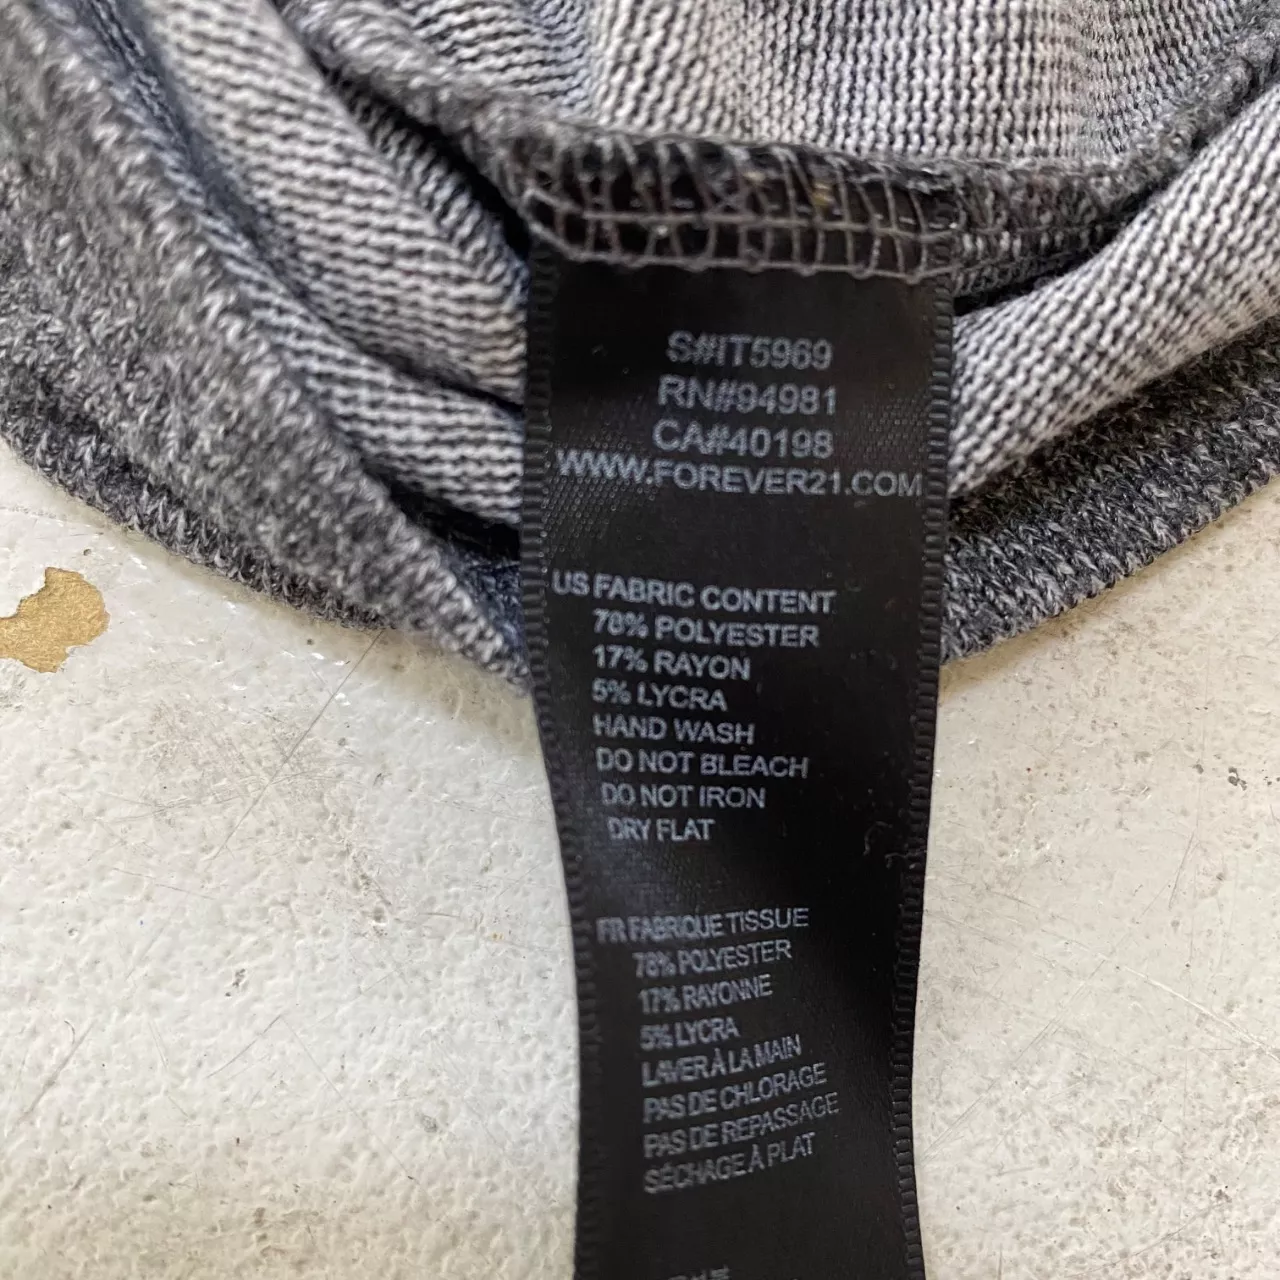 S#IT5969
RN#94981
CA#40198
WWW.FOREVER21.COM
US FABRIC CONTENT
78% POLYESTER
17% RAYON
5% LYCRA
HAND WASH
DO NOT BLEACH
DO NOT IRON
DRY FLAT
FR FABRIQUE TISSUE
78% POLYESTER
17% RAYONNE
5% LYCRA
LAVER À LA MAIN
PAS DE CHLORAGE
PAS DE REPASSAGE
SÉCHAGE À PLAT